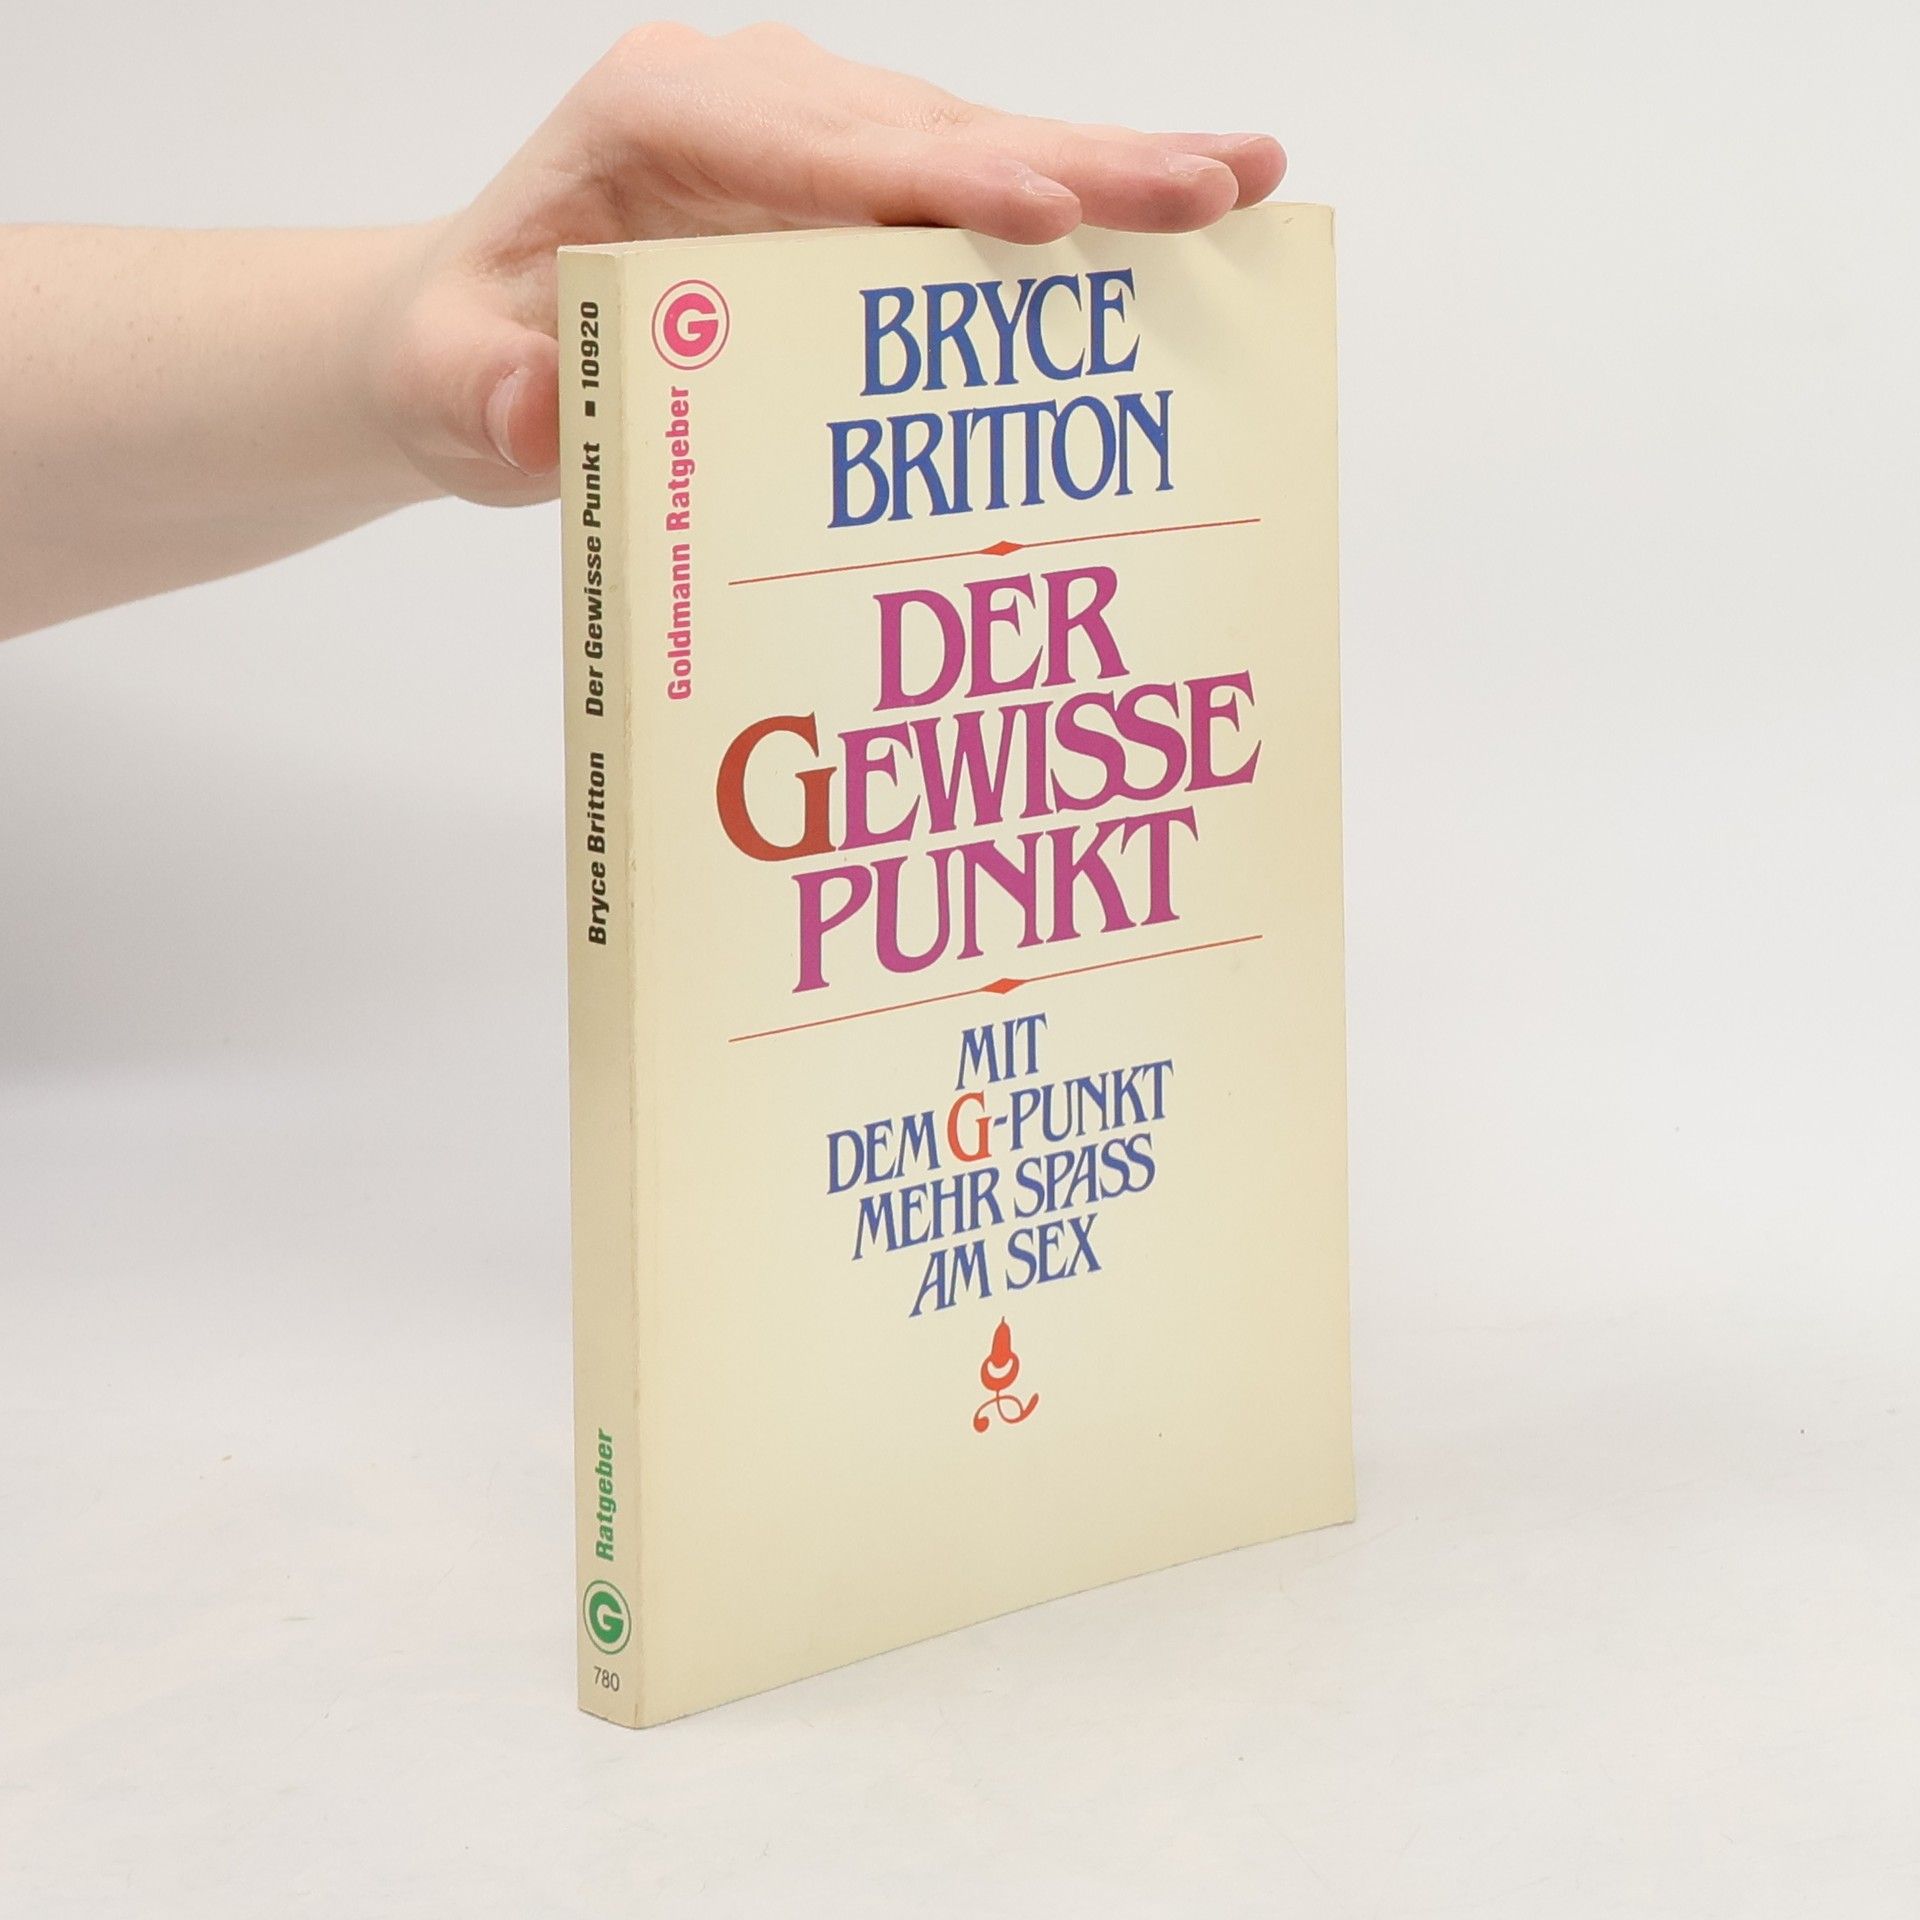 Bryce Britton Der Gewisse Punkt ■ 10920
Ratgeber
G
780
G
Goldmann Ratgeber
BRYCE
BRITTON
DER
GEWISSE
PUNKT
MIT
DEM G-PUNKT
MEHR SPASS
AM SEX